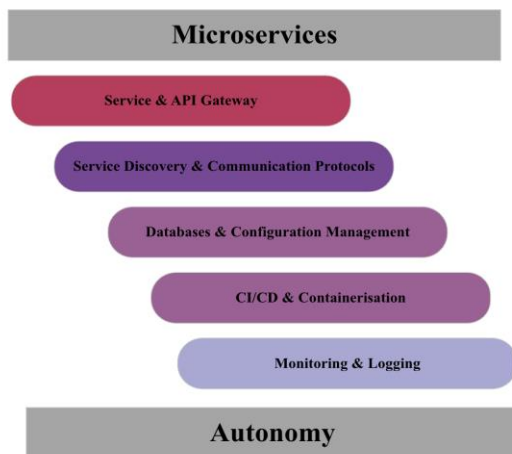 Microservices
Service & API Gateway
Service Discovery & Communication Protocols
Databases & Configuration Management
CI/CD & Containerisation
Monitoring & Logging
Autonomy